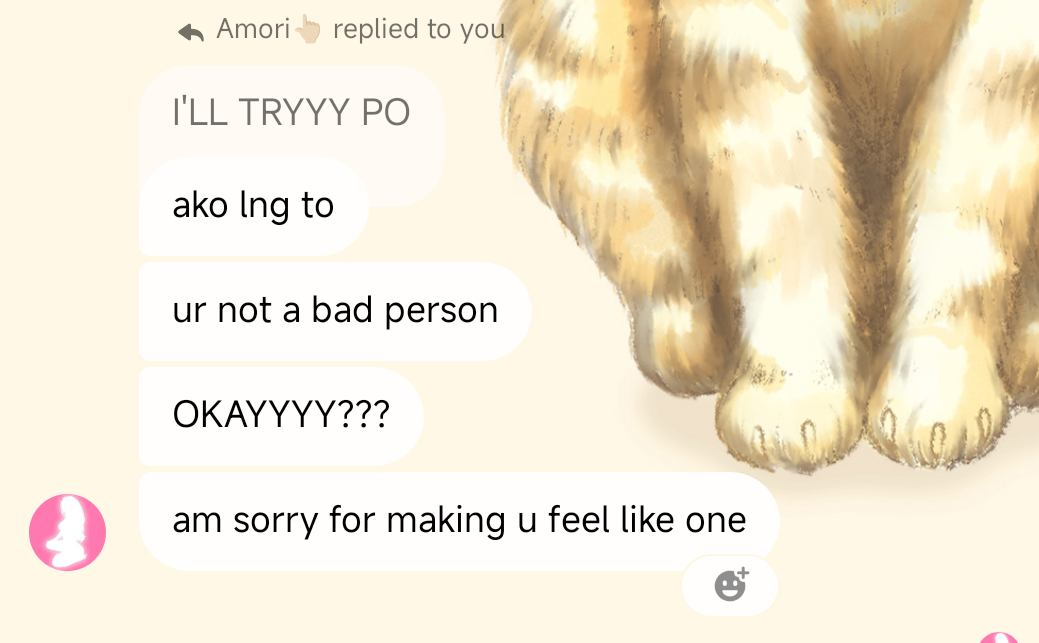 Amori👆🏻 replied to you
I'LL TRYYY PO
ako lng to
ur not a bad person
OKAYYYY???
am sorry for making u feel like one